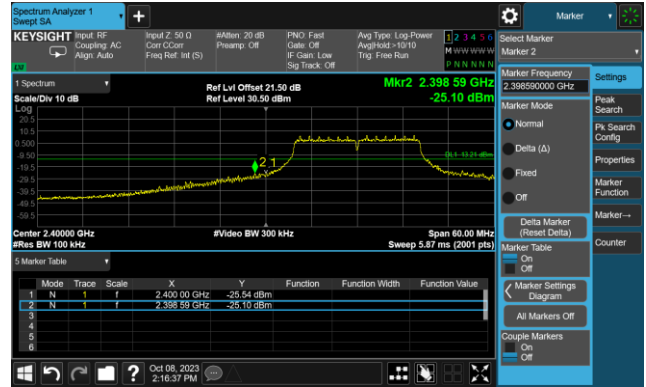 Spectrum Analyzer 1
Swept SA
+
Marker
KEYSIGHT
Input: RF
Coupling: AC
Align: Auto
Input Z: 50 Ω
Corr CCorr
Freq Ref: Int (S)
#Atten: 20 dB
Preamp: Off
PNO: Fast
Gate: Off
IF Gain: Low
Sig Track: Off
Avg Type: Log-Power
Avg|Hold:>10/10
Trig: Free Run
1 2 3 4 5 6
M W W W W W
P N N N N N
Select Marker
Marker 2
1 Spectrum
Scale/Div 10 dB
Log
Ref Lvl Offset 21.50 dB
Ref Level 30.50 dBm
Mkr2 2.398 59 GHz
-25.10 dBm
20.5
10.5
0.500
-9.50
-19.5
-29.5
-39.5
-49.5
-59.5
DL1 -13.21 dBm
2 1
Center 2.40000 GHz
#Res BW 100 kHz
#Video BW 300 kHz
Span 60.00 MHz
Sweep 5.87 ms (2001 pts)
5 Marker Table
Mode Trace Scale X Y Function Function Width Function Value
1 N 1 f 2.400 00 GHz -25.54 dBm
2 N 1 f 2.398 59 GHz -25.10 dBm
3
4
5
6
Marker Frequency
2.398590000 GHz
Marker Mode
Normal
Delta (Δ)
Fixed
Off
Delta Marker
(Reset Delta)
Marker Table
On
Off
Marker Settings
Diagram
All Markers Off
Couple Markers
On
Off
Settings
Peak
Search
Pk Search
Config
Properties
Marker
Function
Marker→
Counter
?
Oct 08, 2023
2:16:37 PM